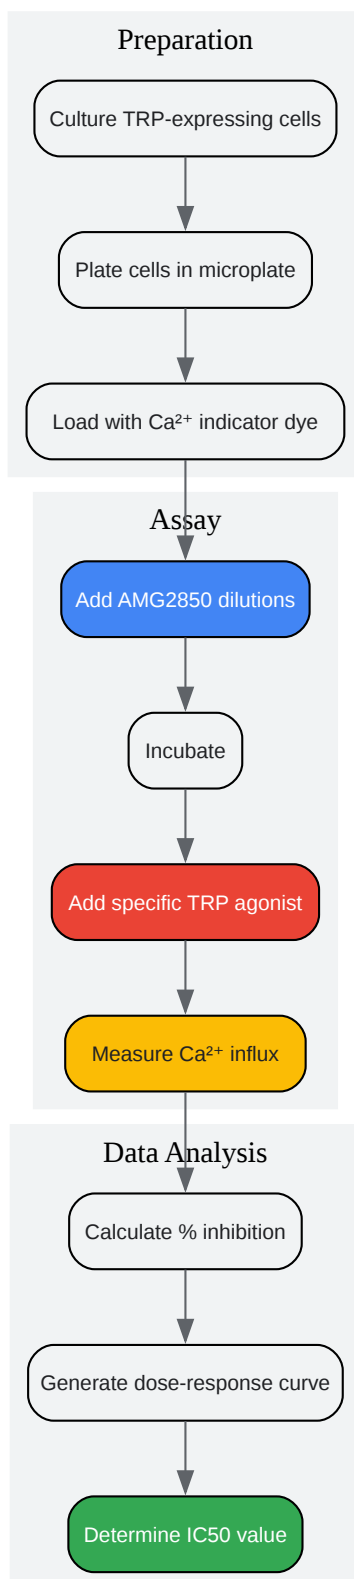 Preparation
Culture TRP-expressing cells
Plate cells in microplate
Load with Ca²⁺ indicator dye
Assay
Add AMG2850 dilutions
Incubate
Add specific TRP agonist
Measure Ca²⁺ influx
Data Analysis
Calculate % inhibition
Generate dose-response curve
Determine IC50 value